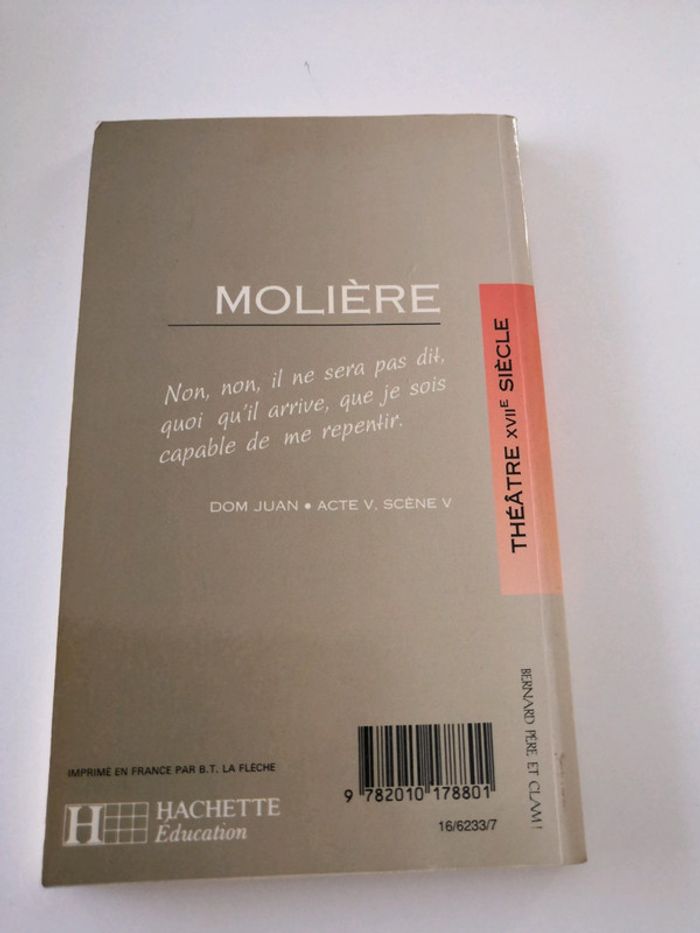 MOLIÈRE
Non, non, il ne sera pas dit,
quoi qu'il arrive, que je sois
capable de me repentir.
DOM JUAN • ACTE V, SCÈNE V
THÉÂTRE XVIIE SIÈCLE
BERNARD PÈRE ET CLAM !
IMPRIMÉ EN FRANCE PAR B.T. LA FLÈCHE
H HACHETTE
Éducation
9 782010 178801
16/6233/7